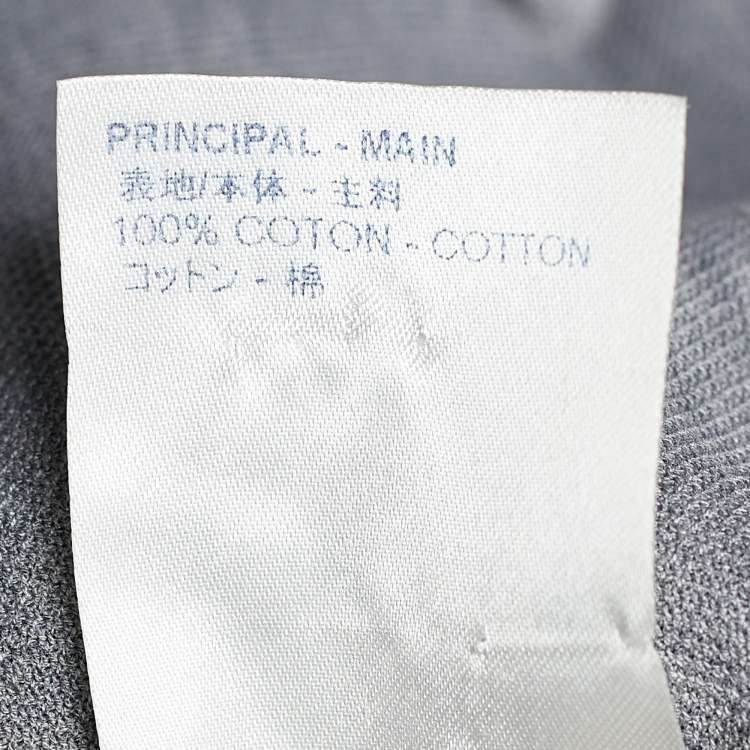 PRINCIPAL - MAIN
表地/本体 - 主料
100% COTON - COTTON
コットン - 棉